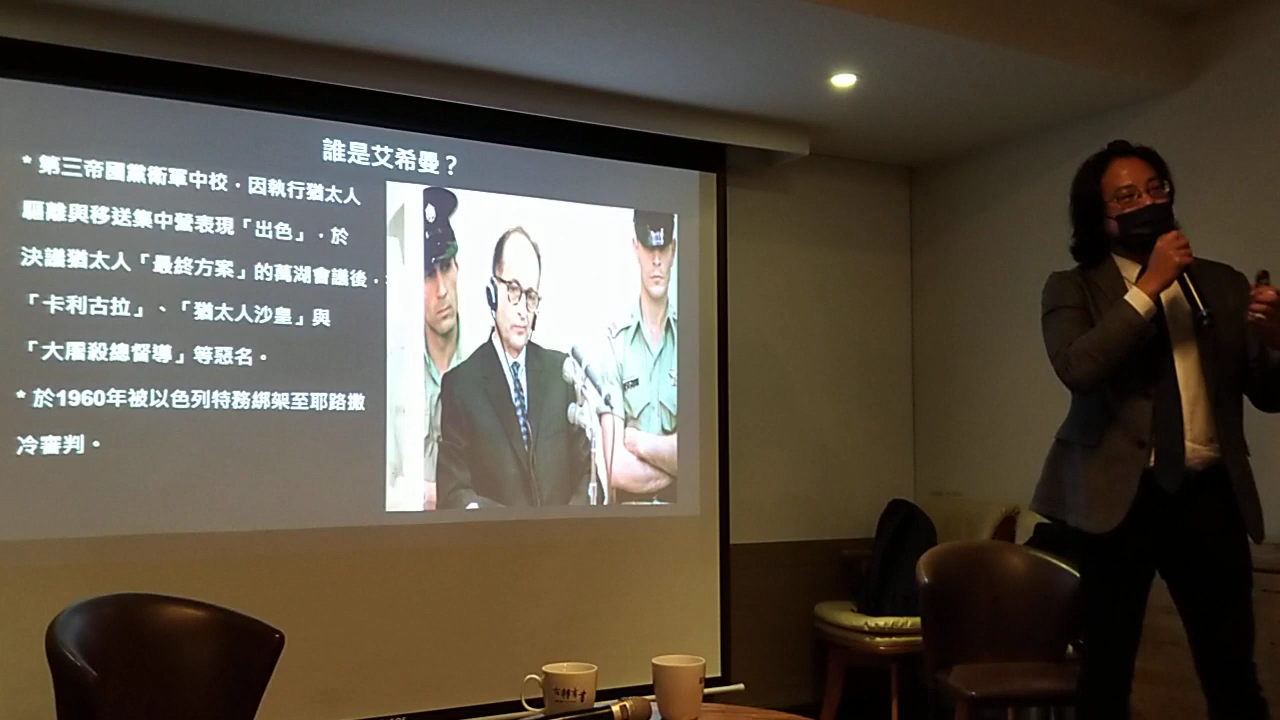 誰是艾希曼？
* 第三帝國黨衛軍中校，因執行猶太人
驅離與移送集中營表現「出色」，於
決議猶太人「最終方案」的萬湖會議後，
「卡利古拉」、「猶太人沙皇」與
「大屠殺總督導」等惡名。
* 於1960年被以色列特務綁架至耶路撒
冷審判。